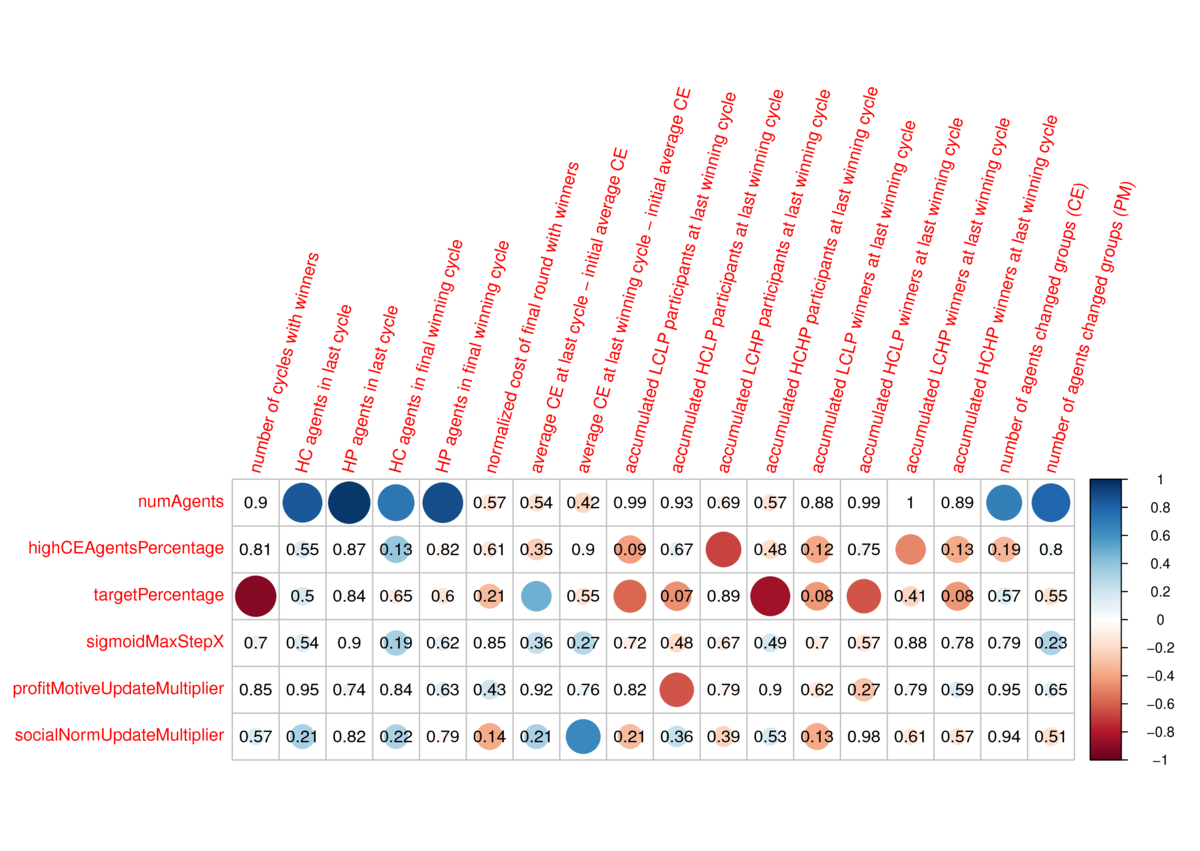 number of cycles with winners
HC agents in last cycle
HP agents in last cycle
HC agents in final winning cycle
HP agents in final winning cycle
normalized cost of final round with winners
average CE at last cycle − initial average CE
average CE at last winning cycle − initial average CE
accumulated LCLP participants at last winning cycle
accumulated HCLP participants at last winning cycle
accumulated LCHP participants at last winning cycle
accumulated HCHP participants at last winning cycle
accumulated LCLP winners at last winning cycle
accumulated HCLP winners at last winning cycle
accumulated LCHP winners at last winning cycle
accumulated HCHP winners at last winning cycle
number of agents changed groups (CE)
number of agents changed groups (PM)
numAgents 0.9 0.57 0.54 0.42 0.99 0.93 0.69 0.57 0.88 0.99 1 0.89
highCEAgentsPercentage 0.81 0.55 0.87 0.13 0.82 0.61 0.35 0.9 0.09 0.67 0.48 0.12 0.75 0.13 0.19 0.8
targetPercentage 0.5 0.84 0.65 0.6 0.21 0.55 0.07 0.89 0.08 0.41 0.08 0.57 0.55
sigmoidMaxStepX 0.7 0.54 0.9 0.19 0.62 0.85 0.36 0.27 0.72 0.48 0.67 0.49 0.7 0.57 0.88 0.78 0.79 0.23
profitMotiveUpdateMultiplier 0.85 0.95 0.74 0.84 0.63 0.43 0.92 0.76 0.82 0.79 0.9 0.62 0.27 0.79 0.59 0.95 0.65
socialNormUpdateMultiplier 0.57 0.21 0.82 0.22 0.79 0.14 0.21 0.21 0.36 0.39 0.53 0.13 0.98 0.61 0.57 0.94 0.51
1
0.8
0.6
0.4
0.2
0
−0.2
−0.4
−0.6
−0.8
−1